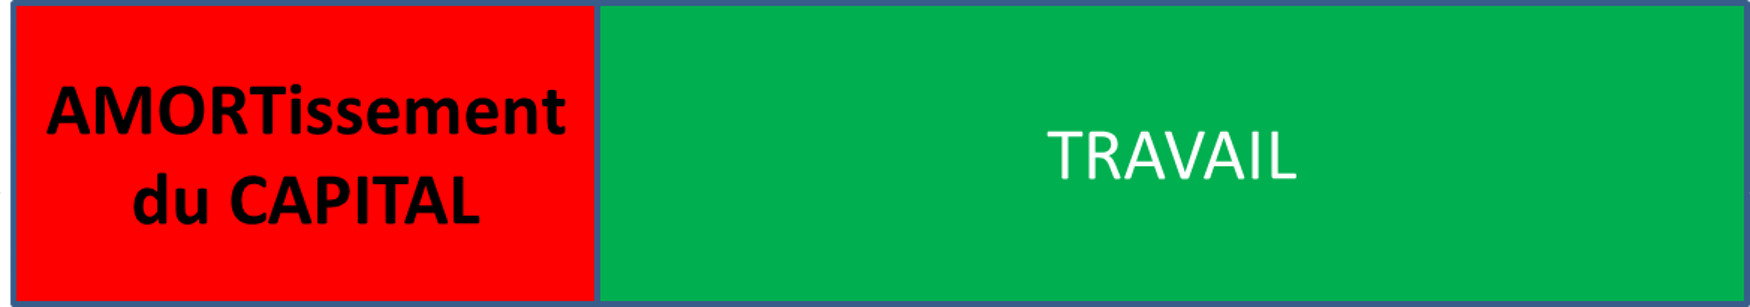 AMORTissement
du CAPITAL
TRAVAIL